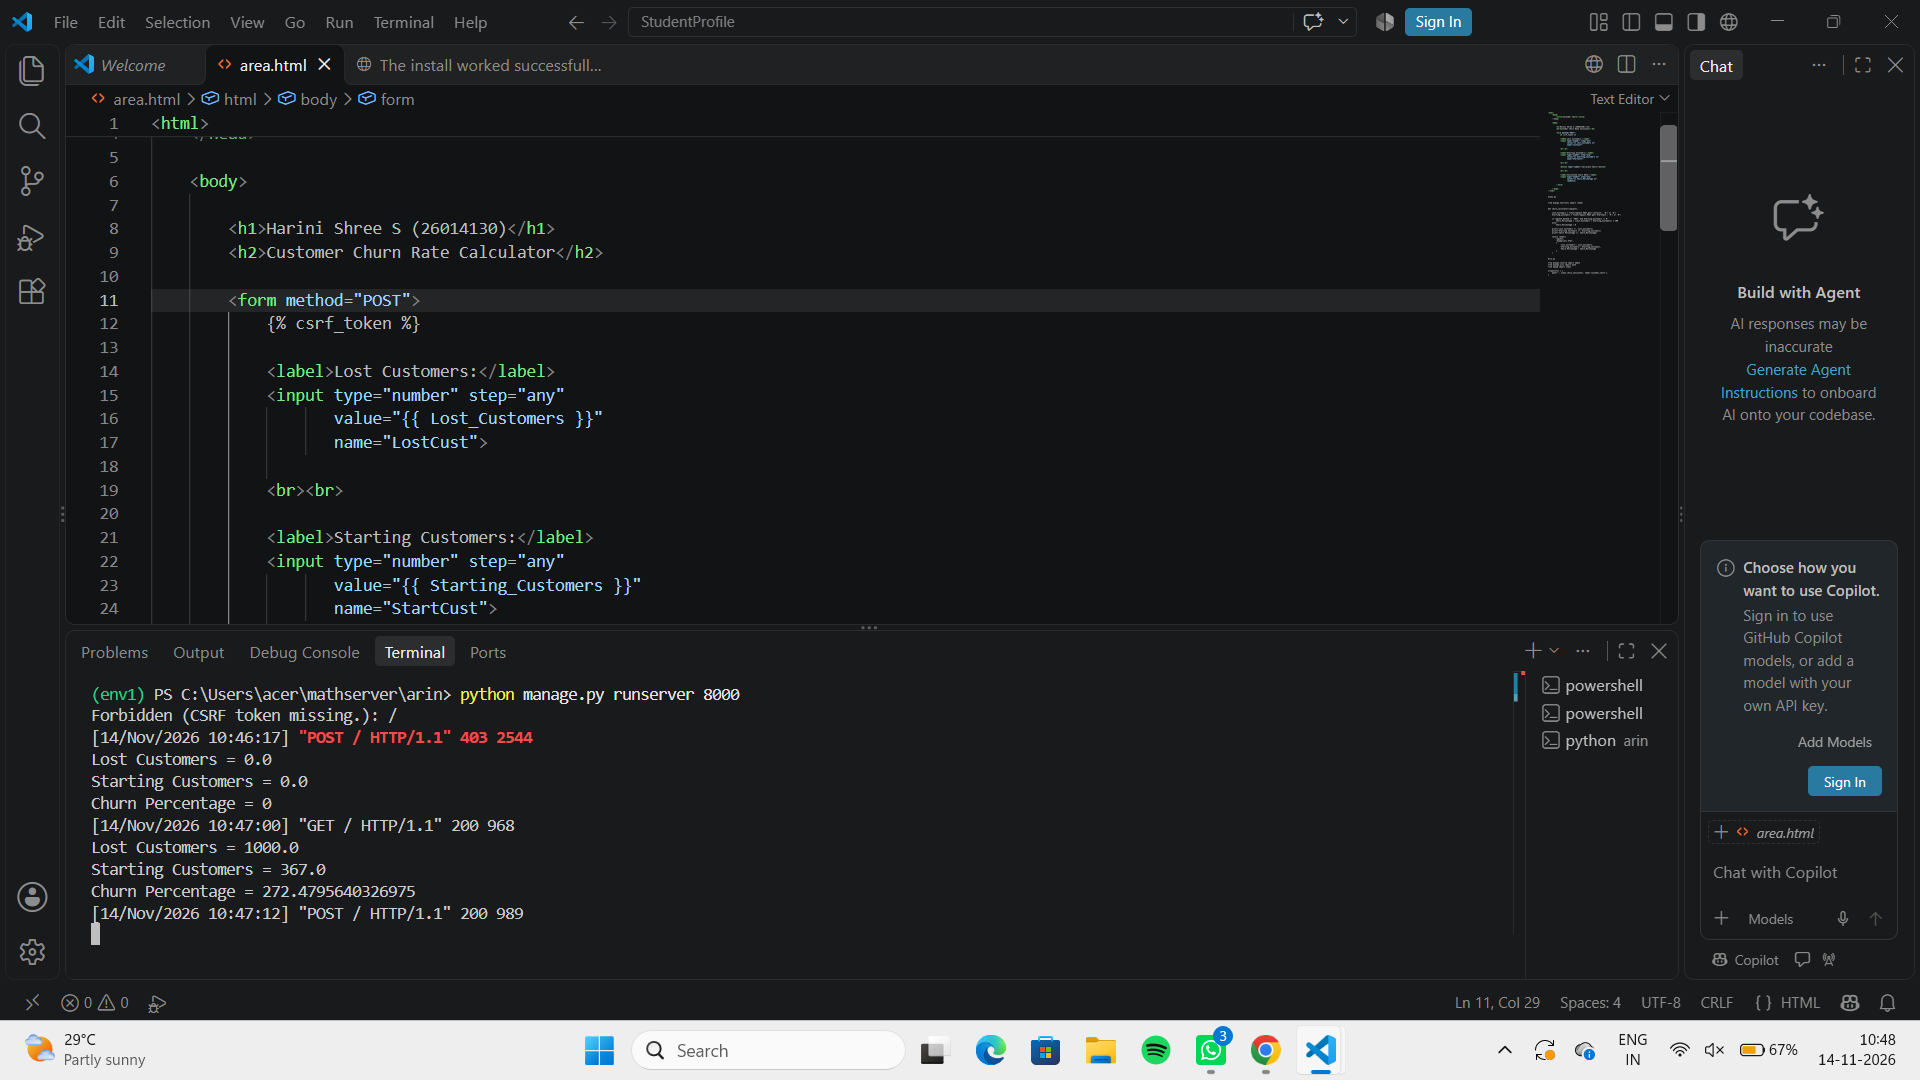 File Edit Selection View Go Run Terminal Help
StudentProfile
Sign In
Welcome
area.html
The install worked successfull...
Chat
area.html > html > body > form
Text Editor
1 <html>
5
6 <body>
7
8 <h1>Harini Shree S (26014130)</h1>
9 <h2>Customer Churn Rate Calculator</h2>
10
11 <form method="POST">
12 {% csrf_token %}
13
14 <label>Lost Customers:</label>
15 <input type="number" step="any"
16 value="{{ Lost_Customers }}"
17 name="LostCust">
18
19 <br><br>
20
21 <label>Starting Customers:</label>
22 <input type="number" step="any"
23 value="{{ Starting_Customers }}"
24 name="StartCust">
Build with Agent
AI responses may be
inaccurate
Generate Agent
Instructions to onboard
AI onto your codebase.
Choose how you
want to use Copilot.
Sign in to use
GitHub Copilot
models, or add a
model with your
own API key.
Add Models
Sign In
area.html
Chat with Copilot
Models
Copilot
Problems Output Debug Console Terminal Ports
(env1) PS C:\Users\acer\mathserver\arin> python manage.py runserver 8000
Forbidden (CSRF token missing.): /
[14/Nov/2026 10:46:17] "POST / HTTP/1.1" 403 2544
Lost Customers = 0.0
Starting Customers = 0.0
Churn Percentage = 0
[14/Nov/2026 10:47:00] "GET / HTTP/1.1" 200 968
Lost Customers = 1000.0
Starting Customers = 367.0
Churn Percentage = 272.4795640326975
[14/Nov/2026 10:47:12] "POST / HTTP/1.1" 200 989
powershell
powershell
python arin
0 0
Ln 11, Col 29 Spaces: 4 UTF-8 CRLF {} HTML
29°C
Partly sunny
Search
3
ENG
IN
67%
10:48
14-11-2026